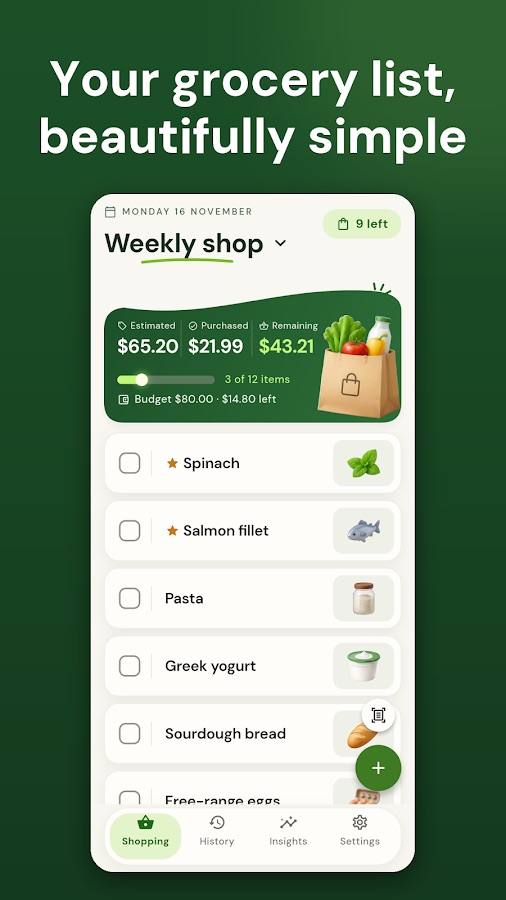 Your grocery list,
beautifully simple
MONDAY 16 NOVEMBER
9 left
Weekly shop
Estimated Purchased Remaining
$65.20 $21.99 $43.21
3 of 12 items
Budget $80.00 · $14.80 left
Spinach
Salmon fillet
Pasta
Greek yogurt
Sourdough bread
Free-range eggs
+
Shopping History Insights Settings